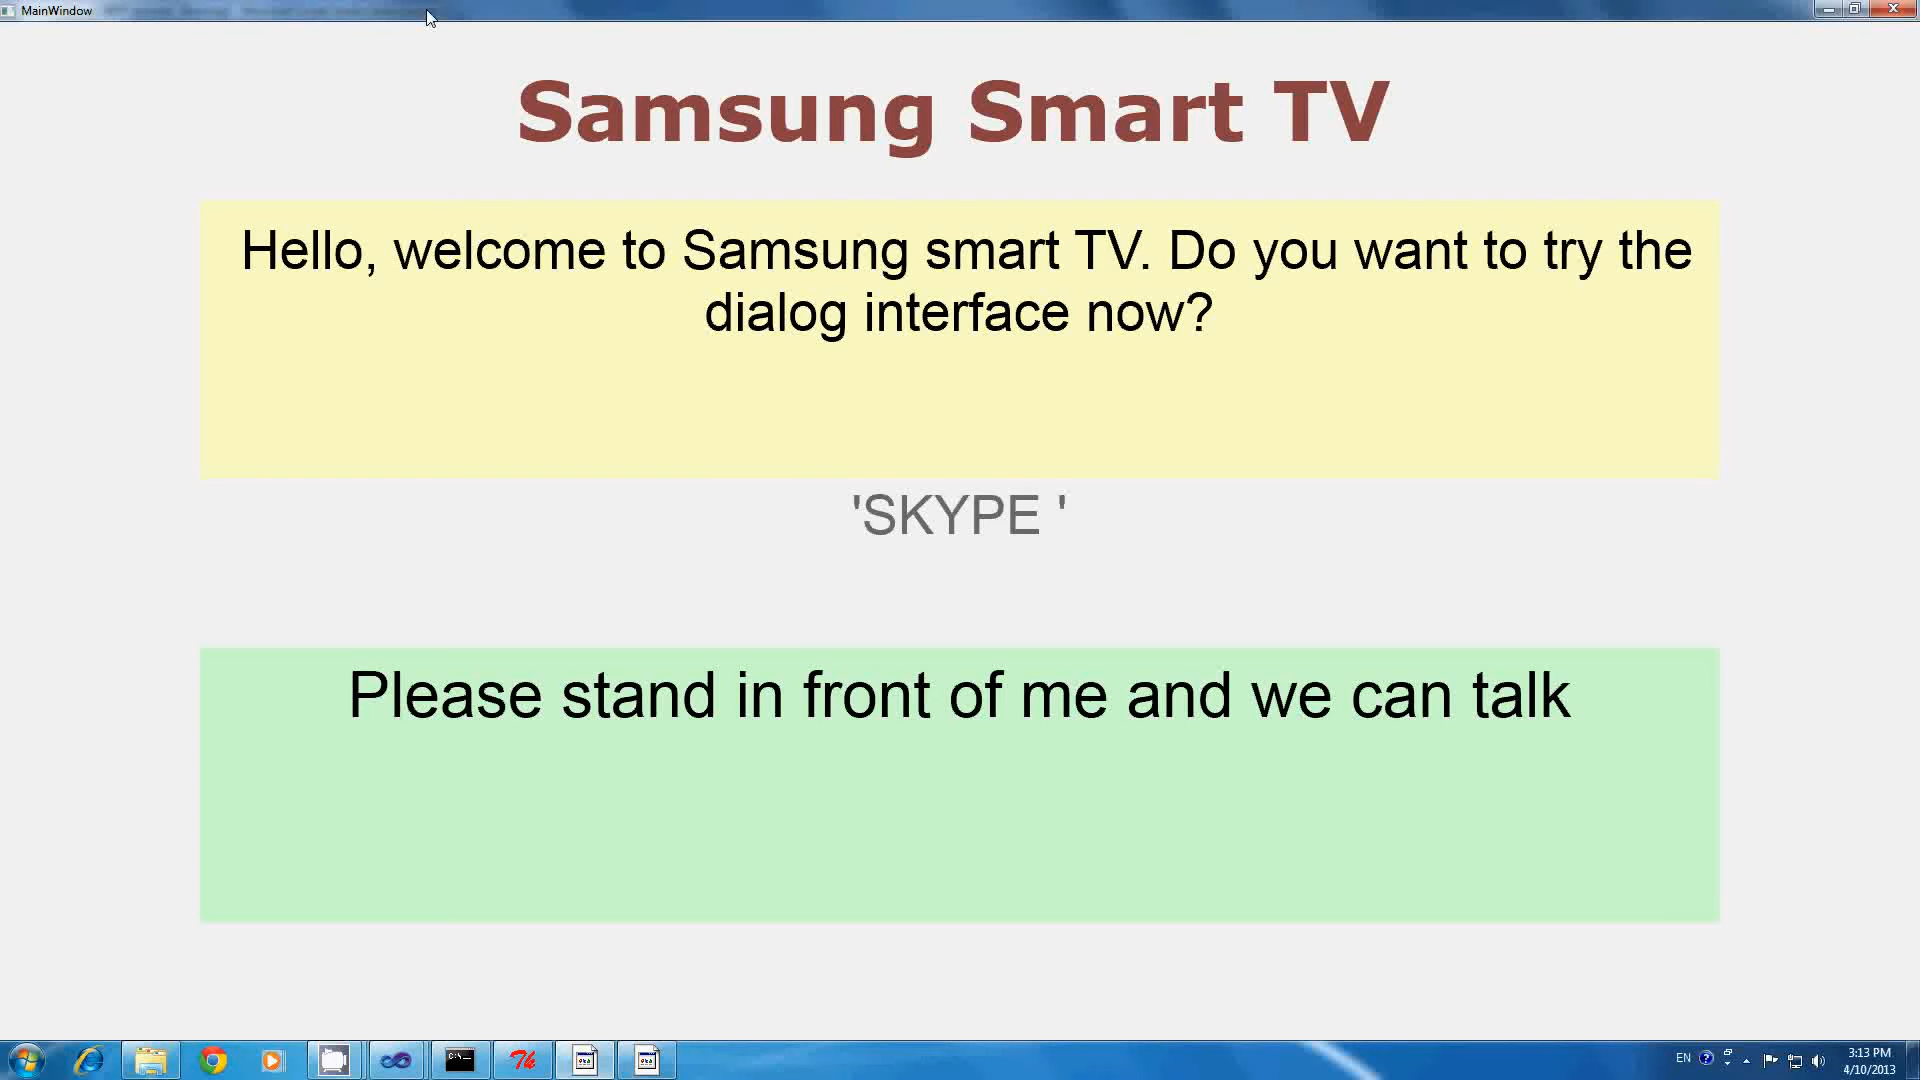 MainWindow
Samsung Smart TV
Hello, welcome to Samsung smart TV. Do you want to try the
dialog interface now?
'SKYPE '
Please stand in front of me and we can talk
C:\_
EN
3:13 PM
4/10/2013